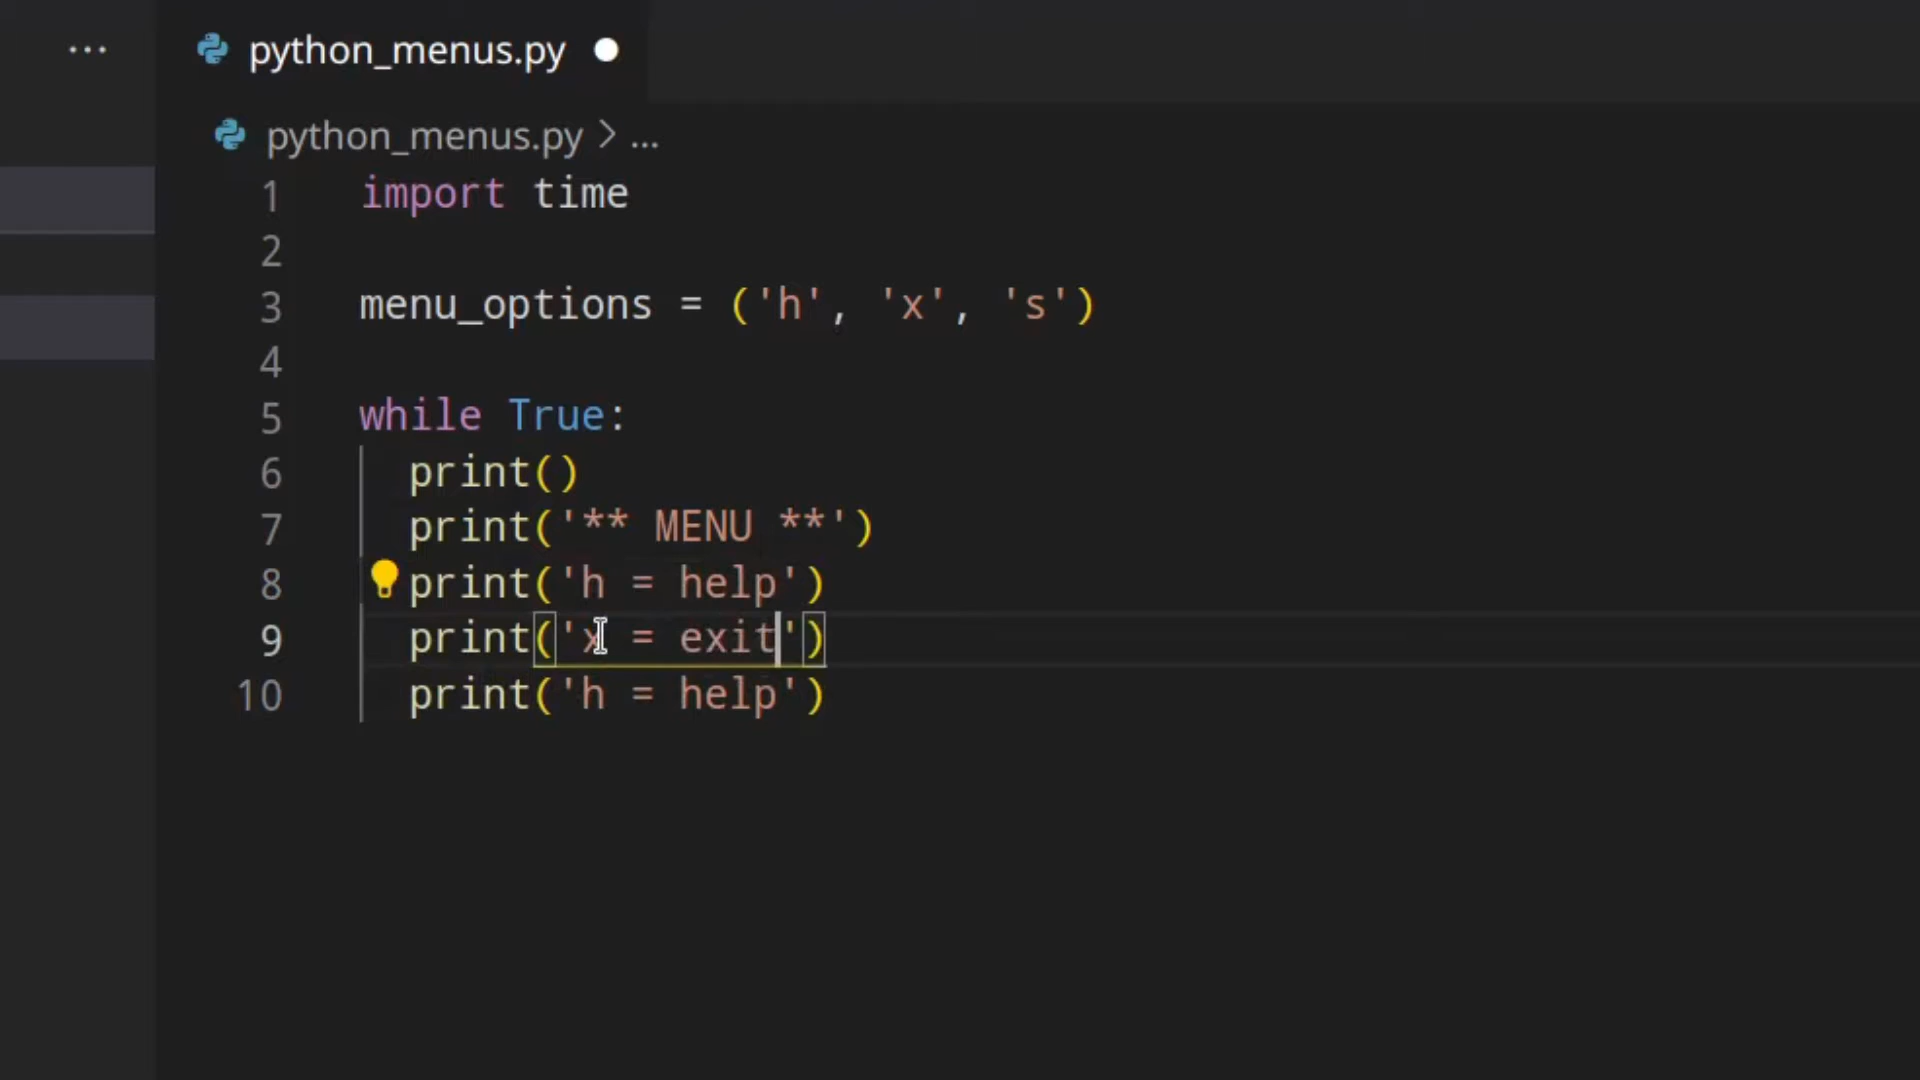 ... python_menus.py
python_menus.py > ...
1 import time
2
3 menu_options = ('h', 'x', 's')
4
5 while True:
6 print()
7 print('** MENU **')
8 print('h = help')
9 print('x = exit')
10 print('h = help')